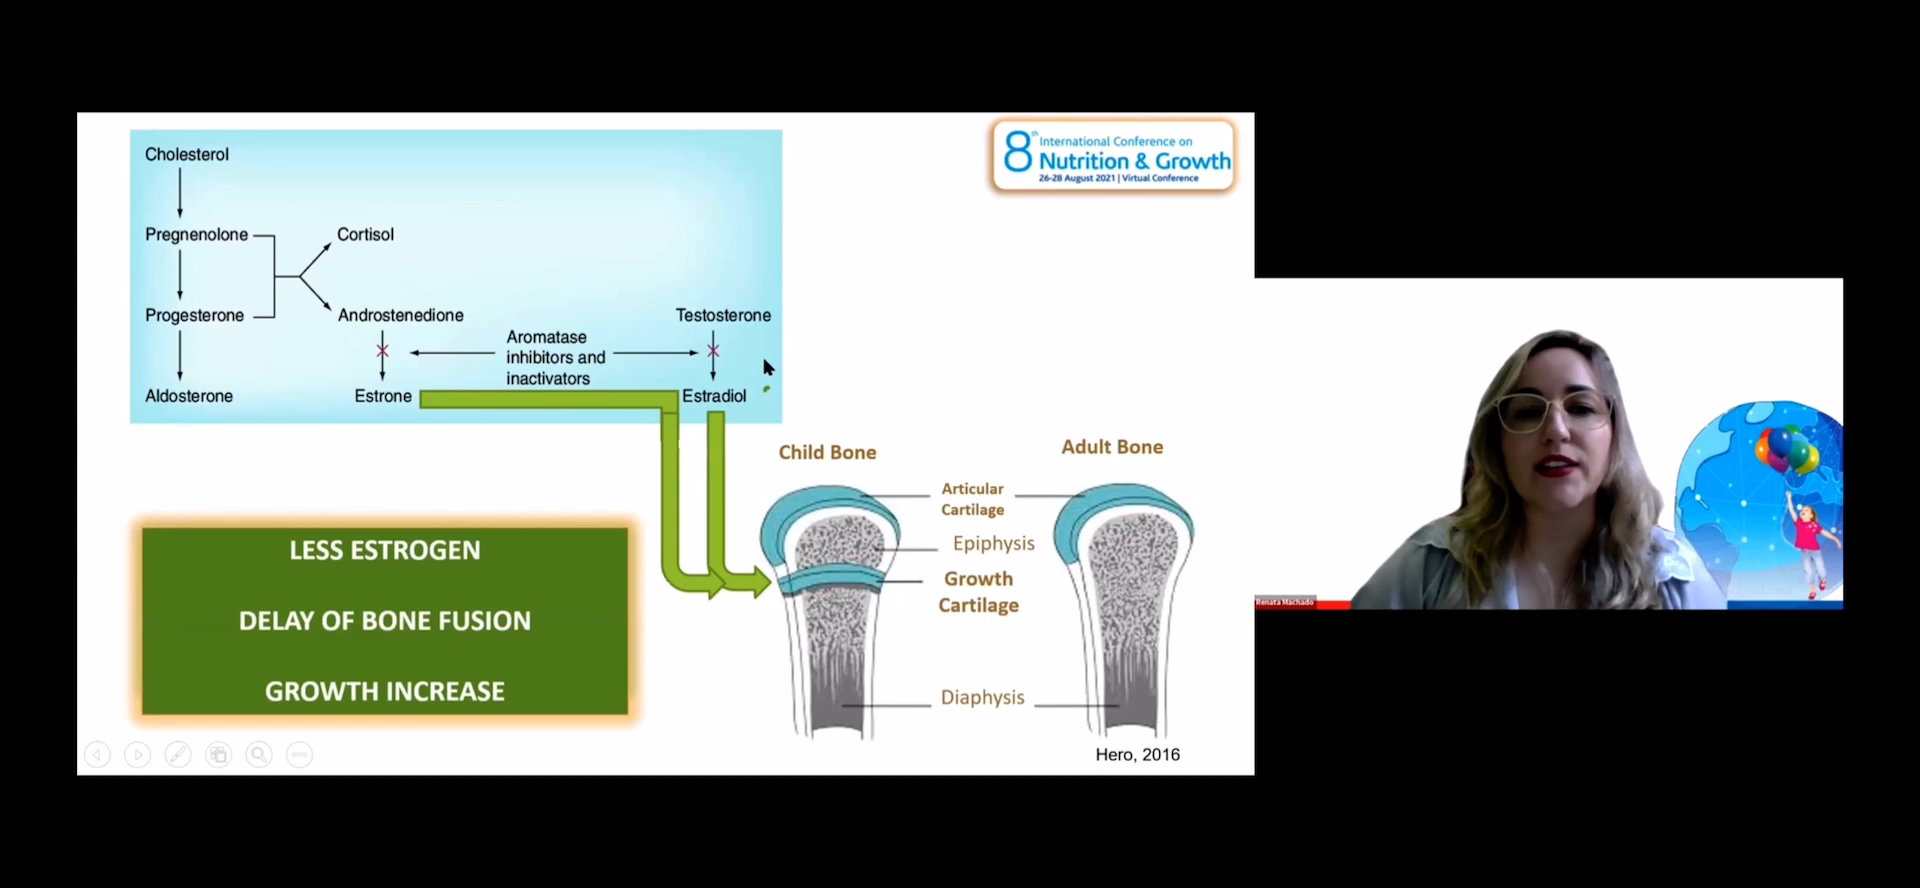 8th International Conference on
Nutrition & Growth
26-28 August 2021 | Virtual Conference
Cholesterol
Pregnenolone
Cortisol
Progesterone
Androstenedione
Testosterone
Aromatase
inhibitors and
inactivators
Aldosterone
Estrone
Estradiol
Child Bone
Adult Bone
Articular
Cartilage
Epiphysis
Growth
Cartilage
Diaphysis
LESS ESTROGEN
DELAY OF BONE FUSION
GROWTH INCREASE
Hero, 2016
Renata Machado